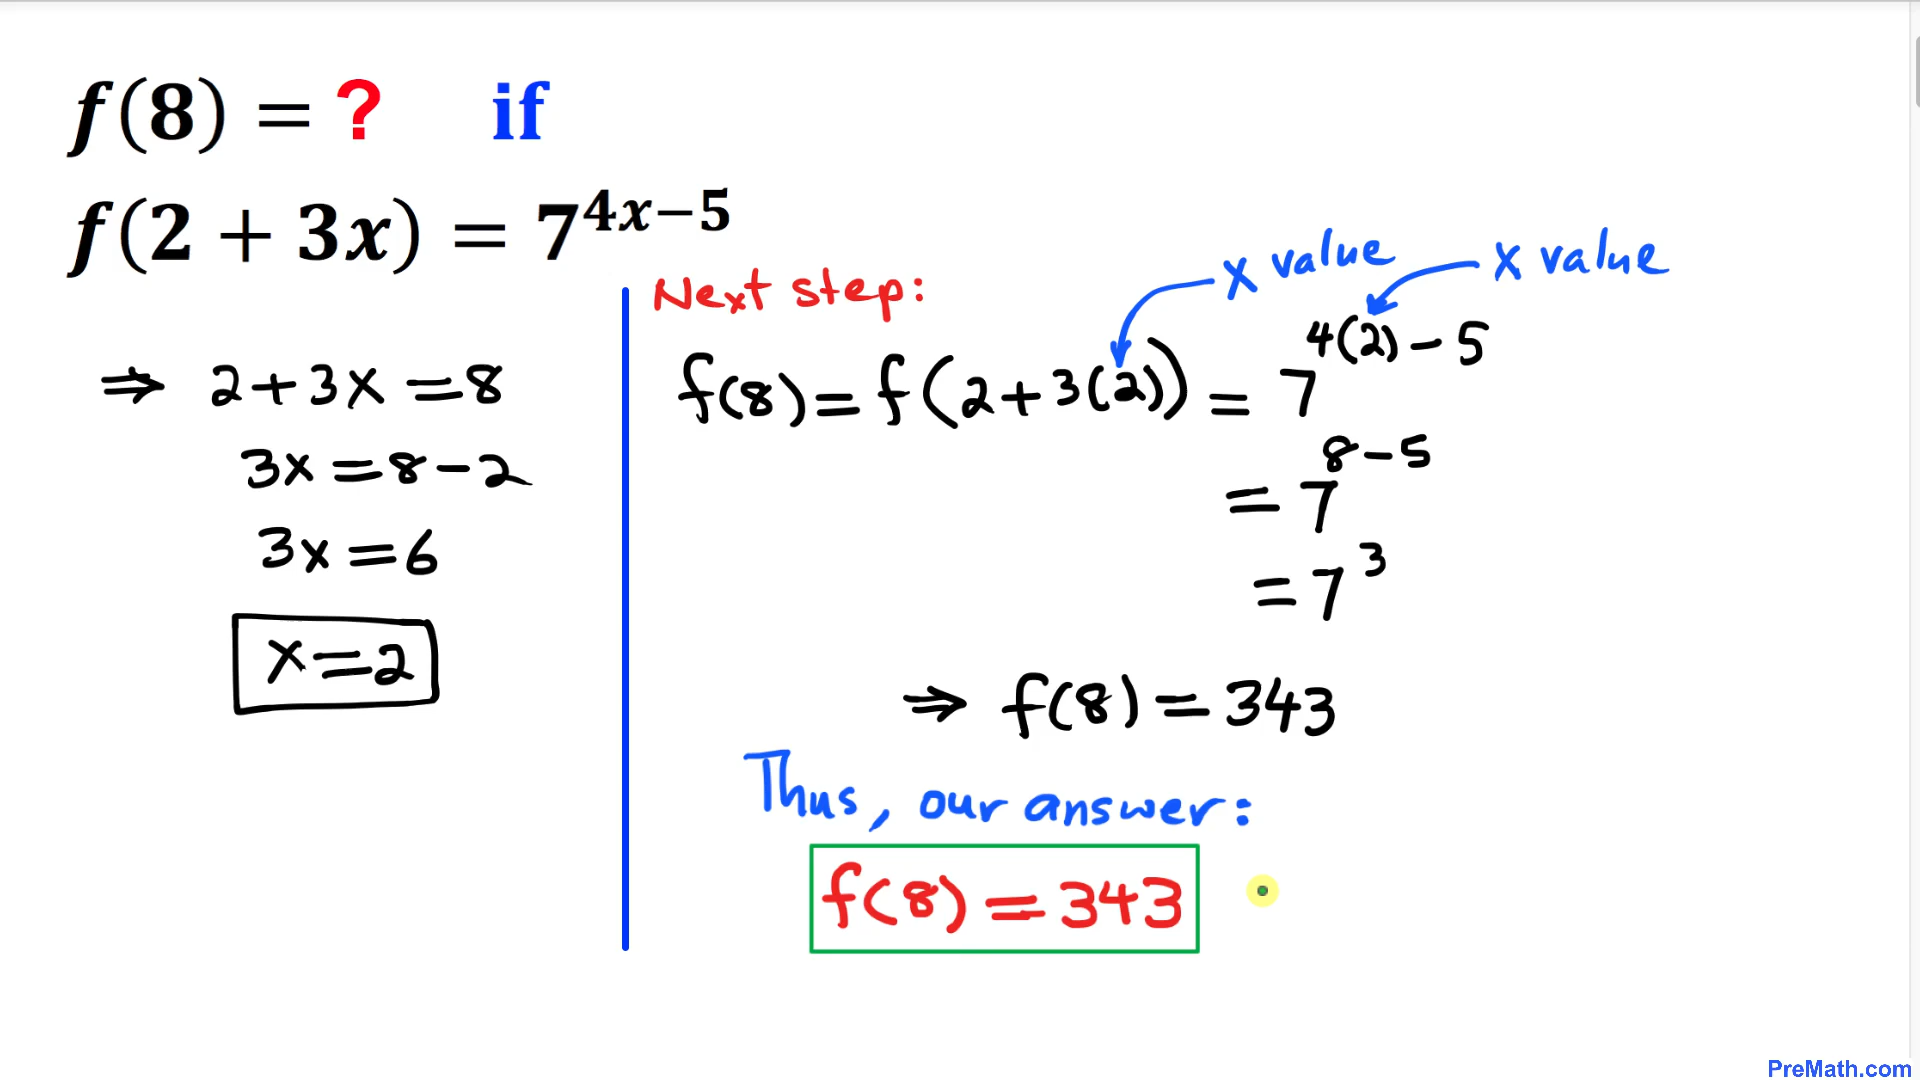 f(8) = ? if
f(2 + 3x) = 7^{4x−5}
⇒ 2+3x = 8
3x = 8−2
3x = 6
x = 2
Next step:
x value
x value
f(8) = f(2+3(2)) = 7^{4(2)−5}
= 7^{8−5}
= 7^3
⇒ f(8) = 343
Thus, our answer:
f(8) = 343
PreMath.com